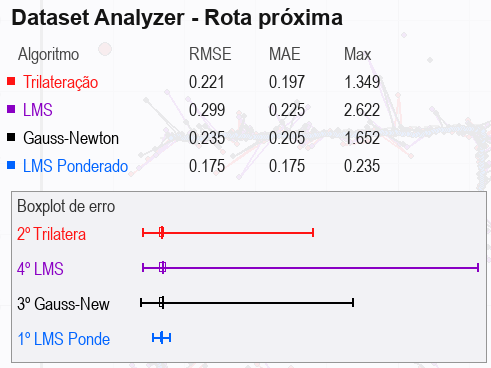 Dataset Analyzer - Rota próxima
Algoritmo RMSE MAE Max
Trilateração 0.221 0.197 1.349
LMS 0.299 0.225 2.622
Gauss-Newton 0.235 0.205 1.652
LMS Ponderado 0.175 0.175 0.235
Boxplot de erro
2º Trilatera
4º LMS
3º Gauss-New
1º LMS Ponde